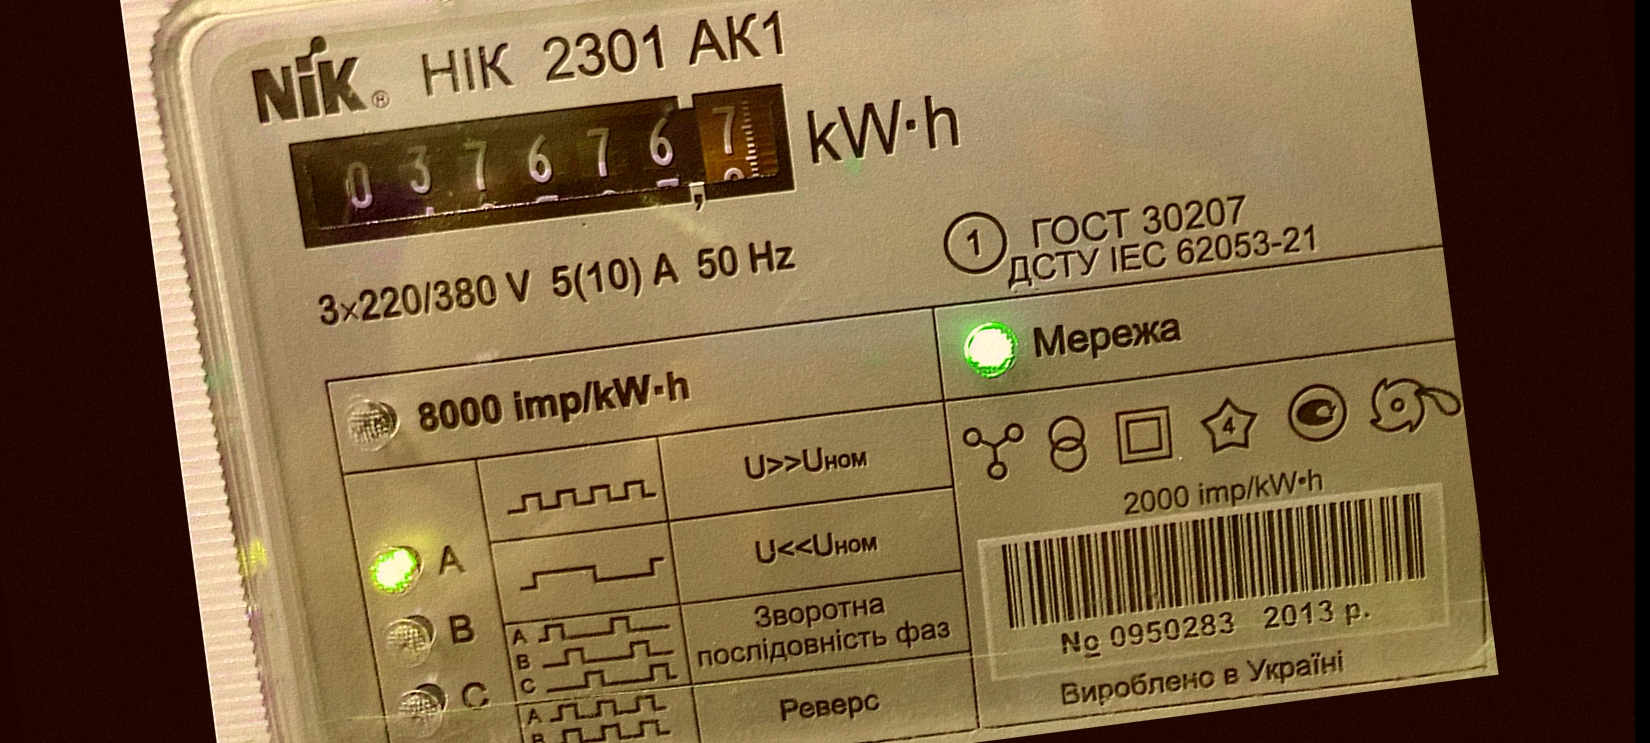 NiK® НІК 2301 АК1
037676,7 kW·h
3×220/380 V 5(10) A 50 Hz
1 ГОСТ 30207
ДСТУ IEC 62053-21
8000 imp/kW·h
Мережа
A
B
C
U>>Uном
U<<Uном
A
B
C
Зворотна
послідовність фаз
A
B
Реверс
4
2000 imp/kW·h
№ 0950283 2013 р.
Вироблено в Україні